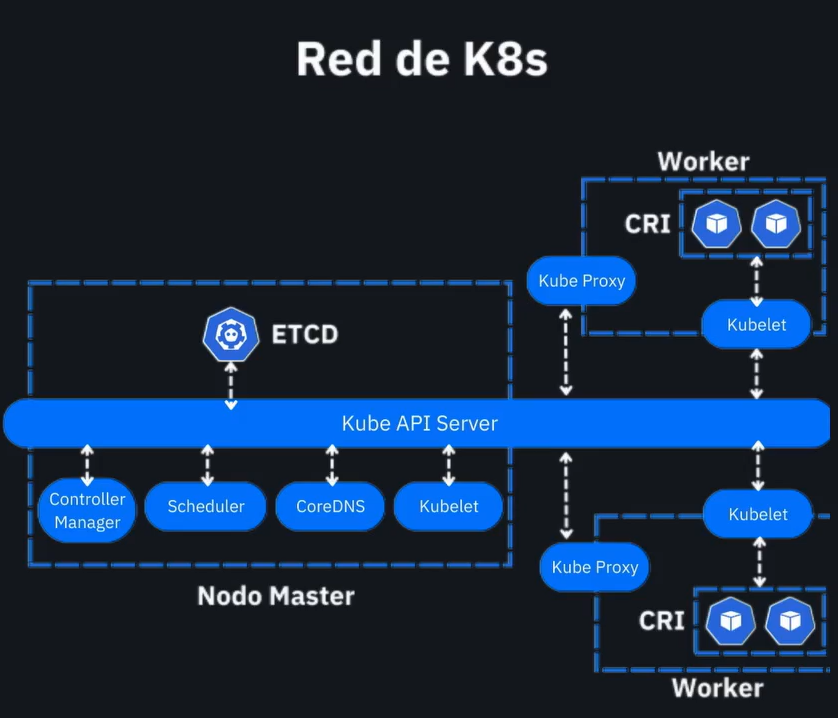 Red de K8s
Worker
CRI
Kube Proxy
Kubelet
ETCD
Kube API Server
Controller
Manager
Scheduler
CoreDNS
Kubelet
Kubelet
Kube Proxy
Nodo Master
CRI
Worker